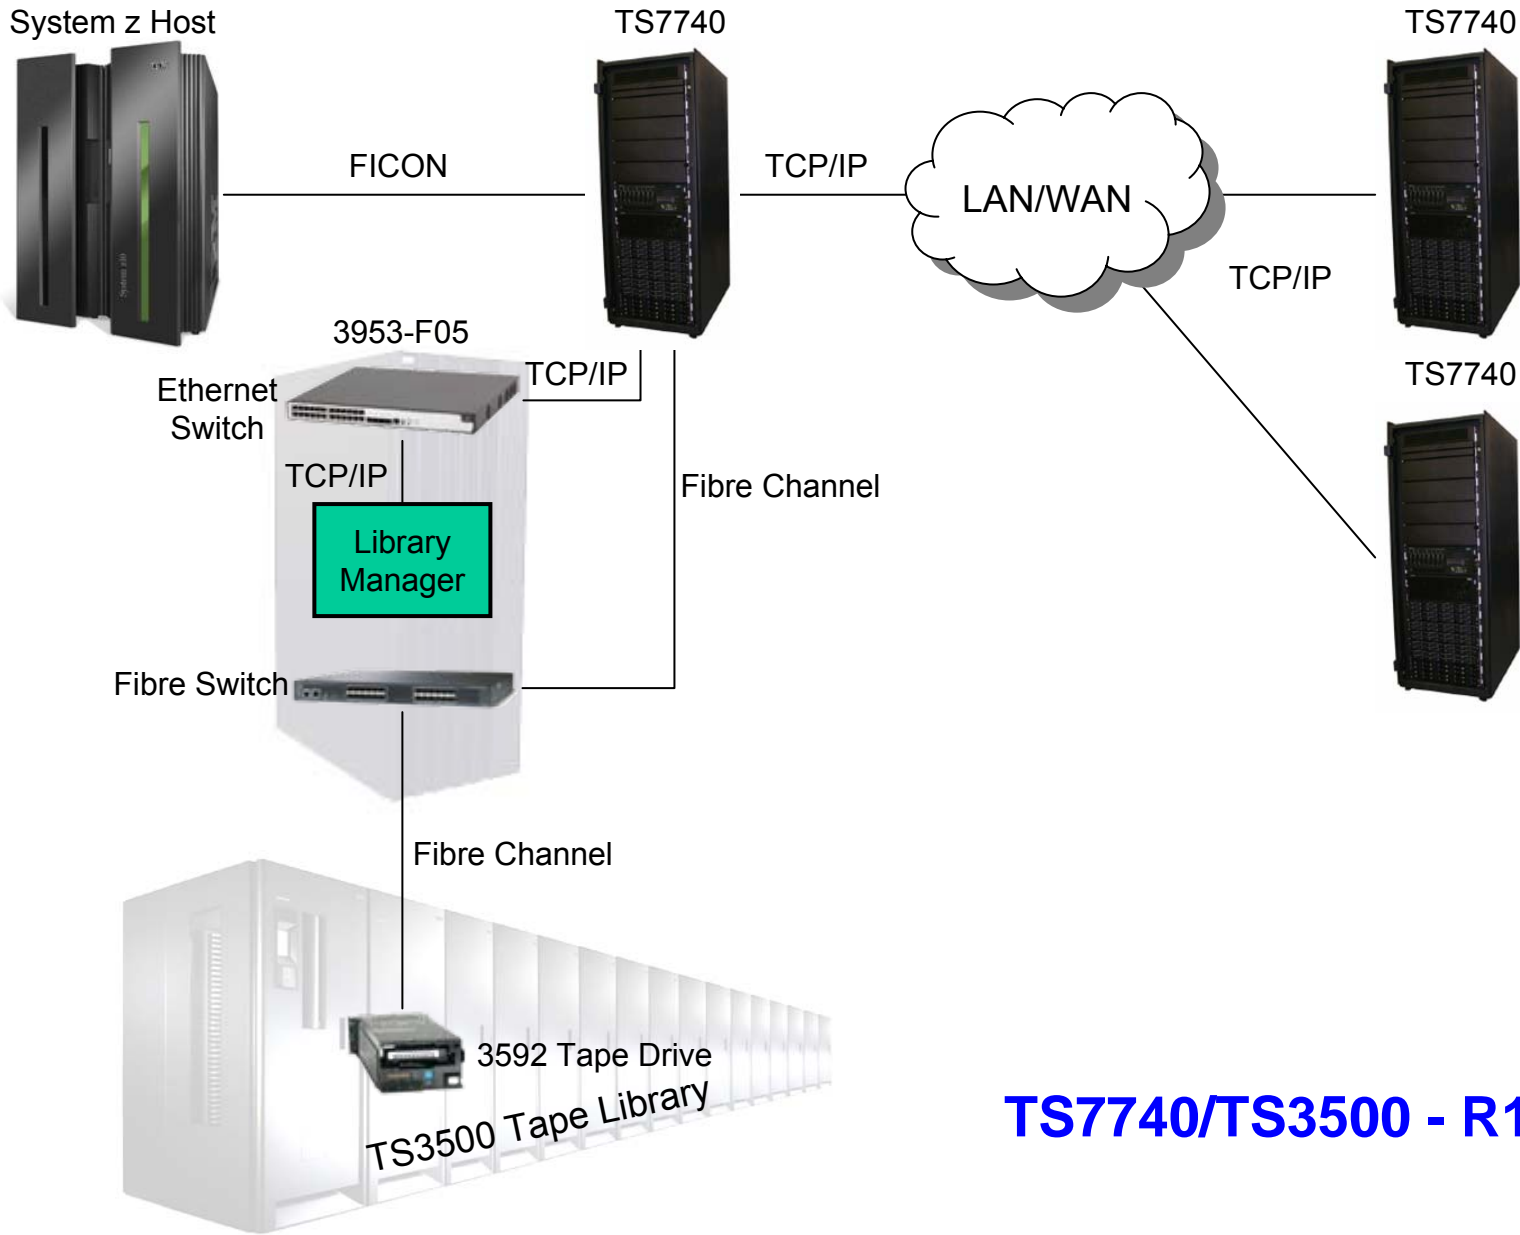 System z Host
TS7740
TS7740
FICON
TCP/IP
LAN/WAN
TCP/IP
3953-F05
Ethernet
Switch
TCP/IP
TS7740
TCP/IP
Fibre Channel
Library
Manager
Fibre Switch
Fibre Channel
3592 Tape Drive
TS3500 Tape Library
TS7740/TS3500 - R1